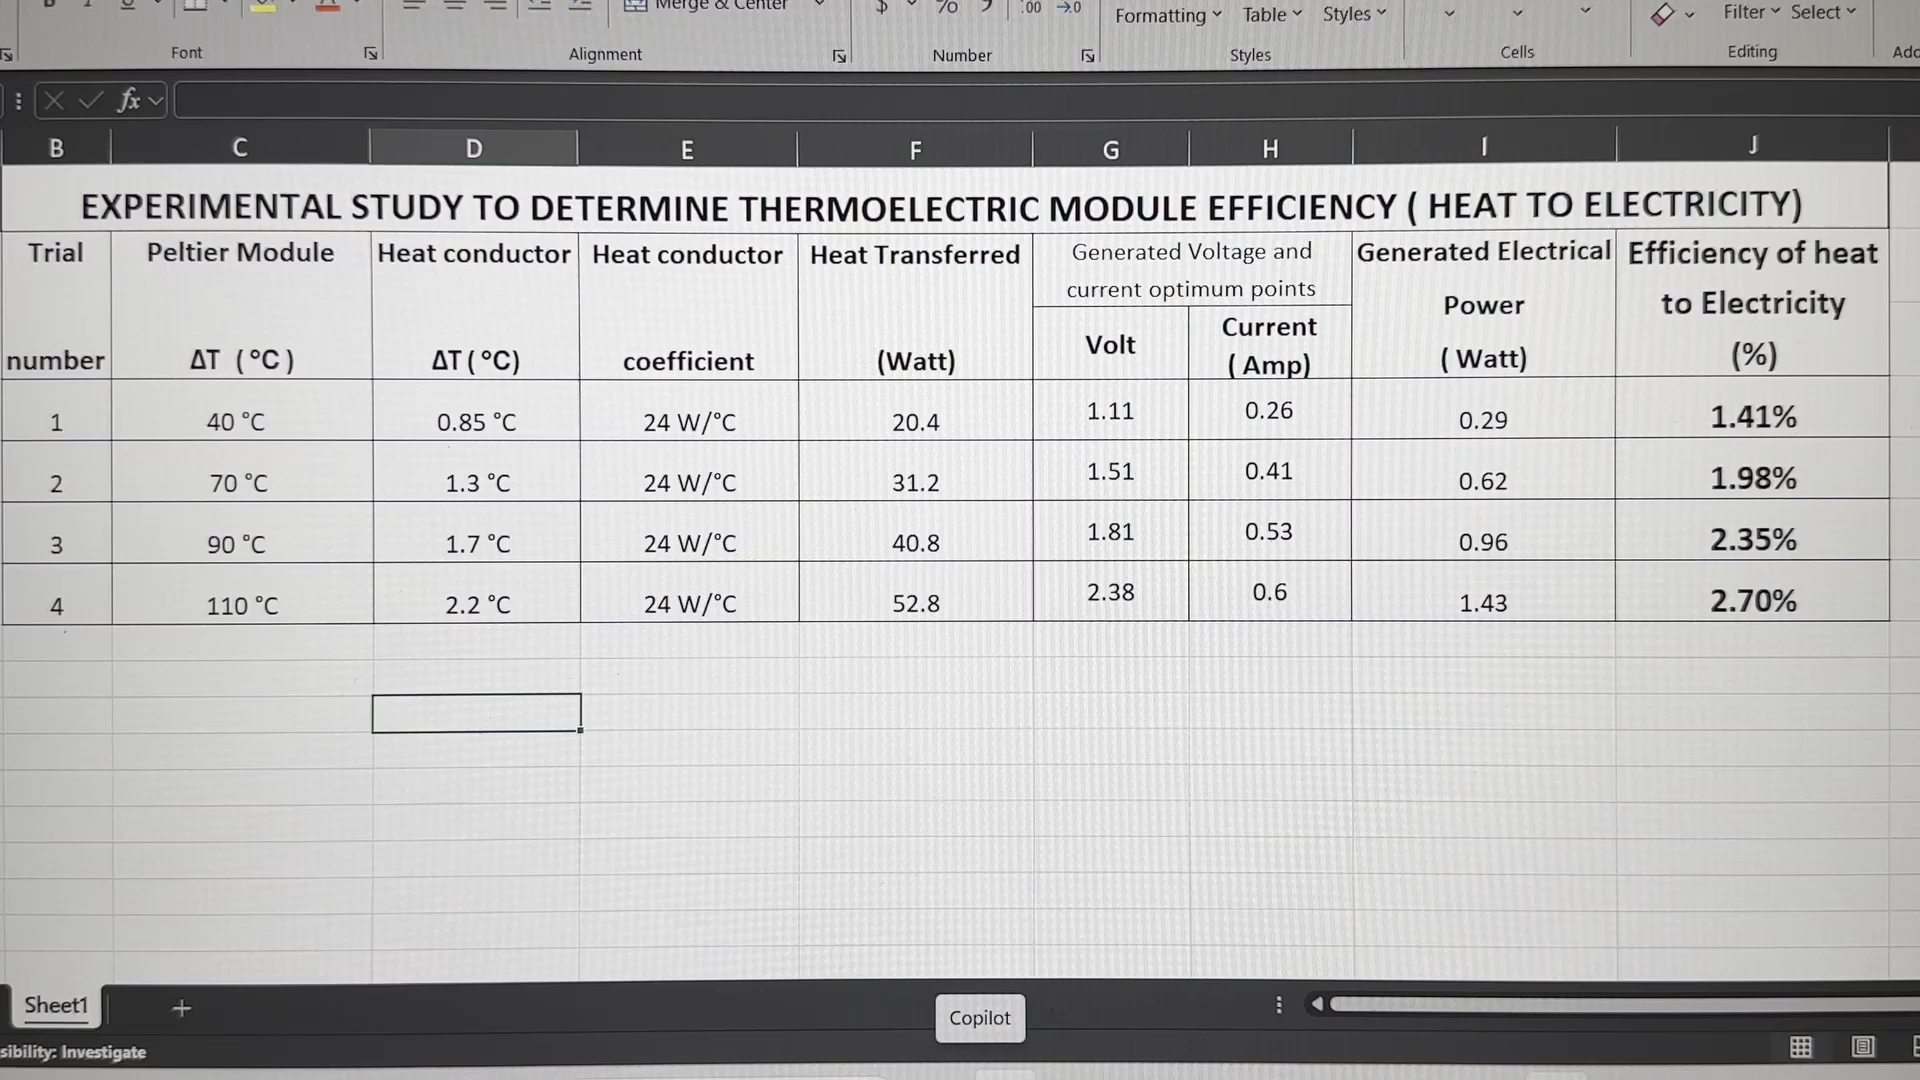 Merge & Center
$ % .00 →.0
Formatting Table Styles
Filter Select
Font Alignment Number Styles Cells Editing
fx
B C D E F G H I J
EXPERIMENTAL STUDY TO DETERMINE THERMOELECTRIC MODULE EFFICIENCY ( HEAT TO ELECTRICITY)
Trial number
Peltier Module ΔT (°C)
Heat conductor ΔT (°C)
Heat conductor coefficient
Heat Transferred (Watt)
Generated Voltage and
current optimum points
Volt
Current
( Amp)
Generated Electrical
Power
( Watt)
Efficiency of heat
to Electricity
(%)
1 40 °C 0.85 °C 24 W/°C 20.4 1.11 0.26 0.29 1.41%
2 70 °C 1.3 °C 24 W/°C 31.2 1.51 0.41 0.62 1.98%
3 90 °C 1.7 °C 24 W/°C 40.8 1.81 0.53 0.96 2.35%
4 110 °C 2.2 °C 24 W/°C 52.8 2.38 0.6 1.43 2.70%
Sheet1 +
Copilot
sibility: Investigate